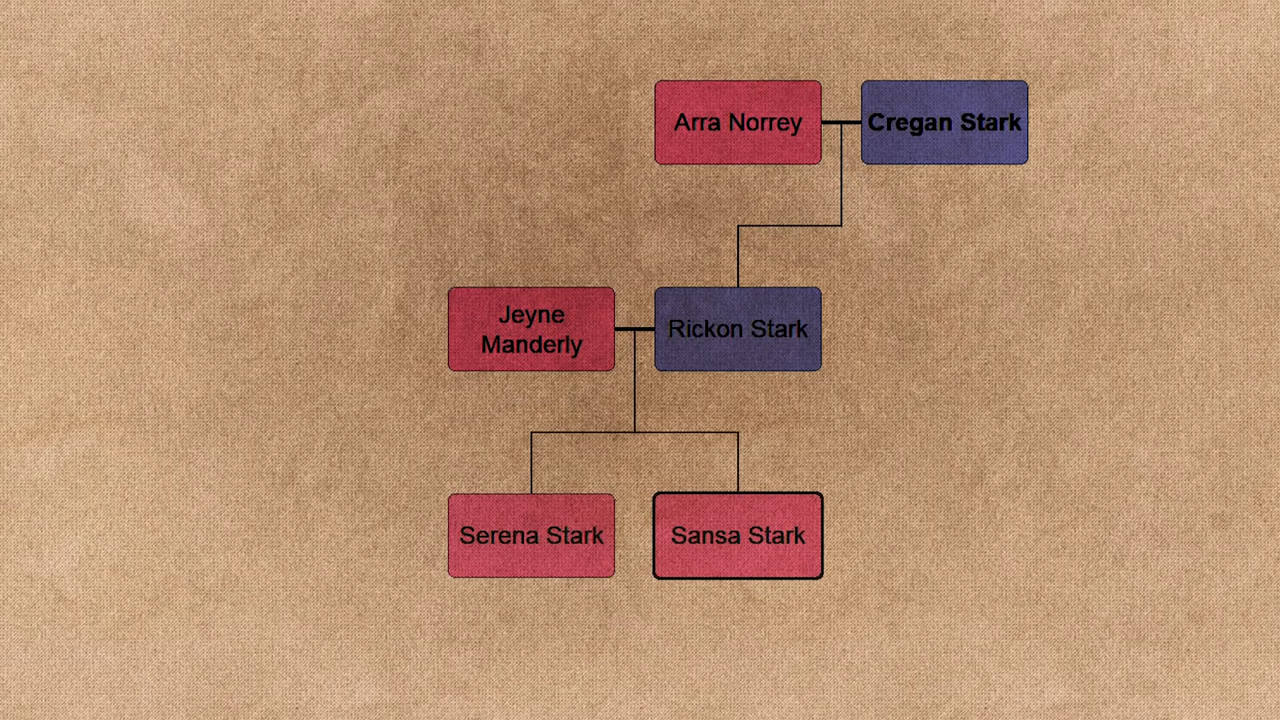 Arra Norrey
Cregan Stark
Jeyne
Manderly
Rickon Stark
Serena Stark
Sansa Stark